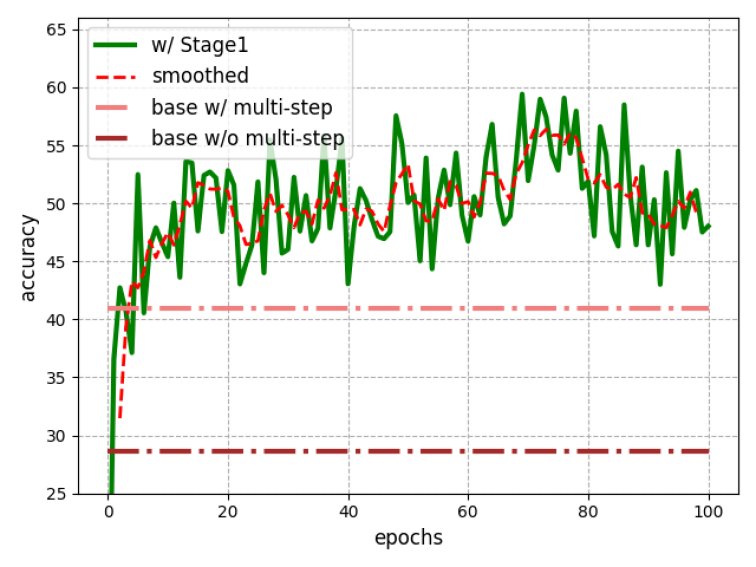 65
60
55
50
45
40
35
30
25
accuracy
w/ Stage1
smoothed
base w/ multi-step
base w/o multi-step
0 20 40 60 80 100
epochs